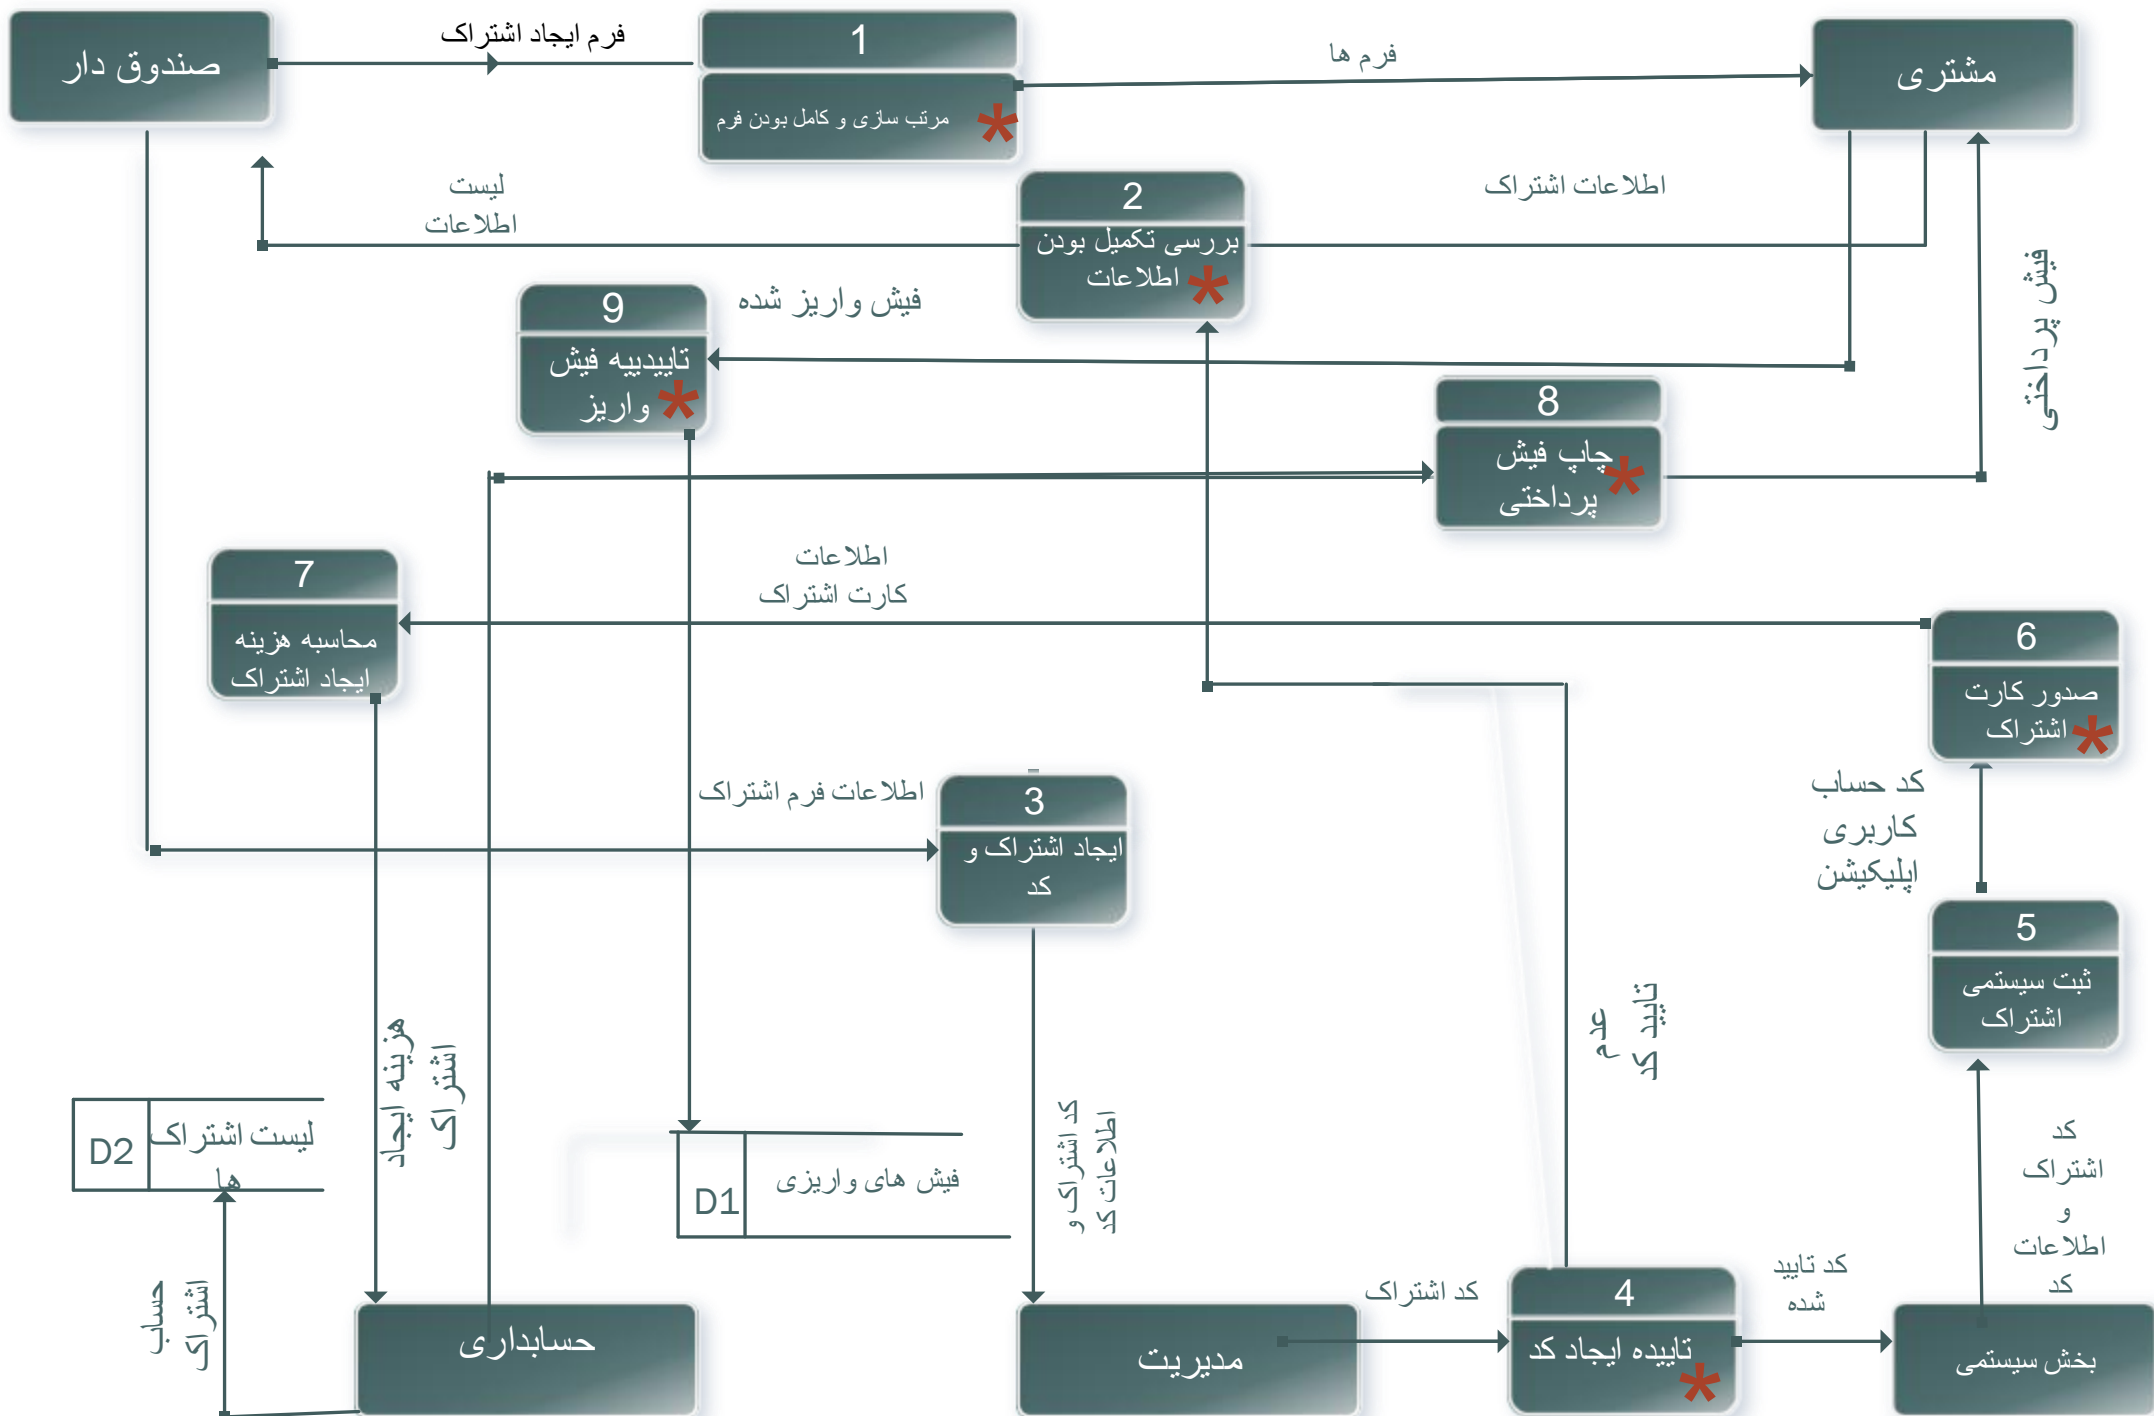 صندوق دار
فرم ایجاد اشتراک
1
مرتب سازی و کامل بودن فرم
*
فرم ها
مشتری
لیست
اطلاعات
2
بررسی تکمیل بودن
اطلاعات
*
اطلاعات اشتراک
فیش پرداختی
9
تاییدییه فیش
واریز
*
فیش واریز شده
8
چاپ فیش
پرداختی
*
7
محاسبه هزینه
ایجاد اشتراک
اطلاعات
کارت اشتراک
6
صدور کارت
اشتراک
*
اطلاعات فرم اشتراک
3
ایجاد اشتراک و
کد
کد حساب
کاربری
اپلیکیشن
5
ثبت سیستمی
اشتراک
عدم
تایید کد
هزینه ایجاد
اشتراک
D2
لیست اشتراک
ها
D1
فیش های واریزی
کد اشتراک و
اطلاعات کد
کد
اشتراک
و
اطلاعات
کد
حساب
اشتراک
حسابداری
مدیریت
کد اشتراک
4
تاییده ایجاد کد
*
کد تایید
شده
بخش سیستمی